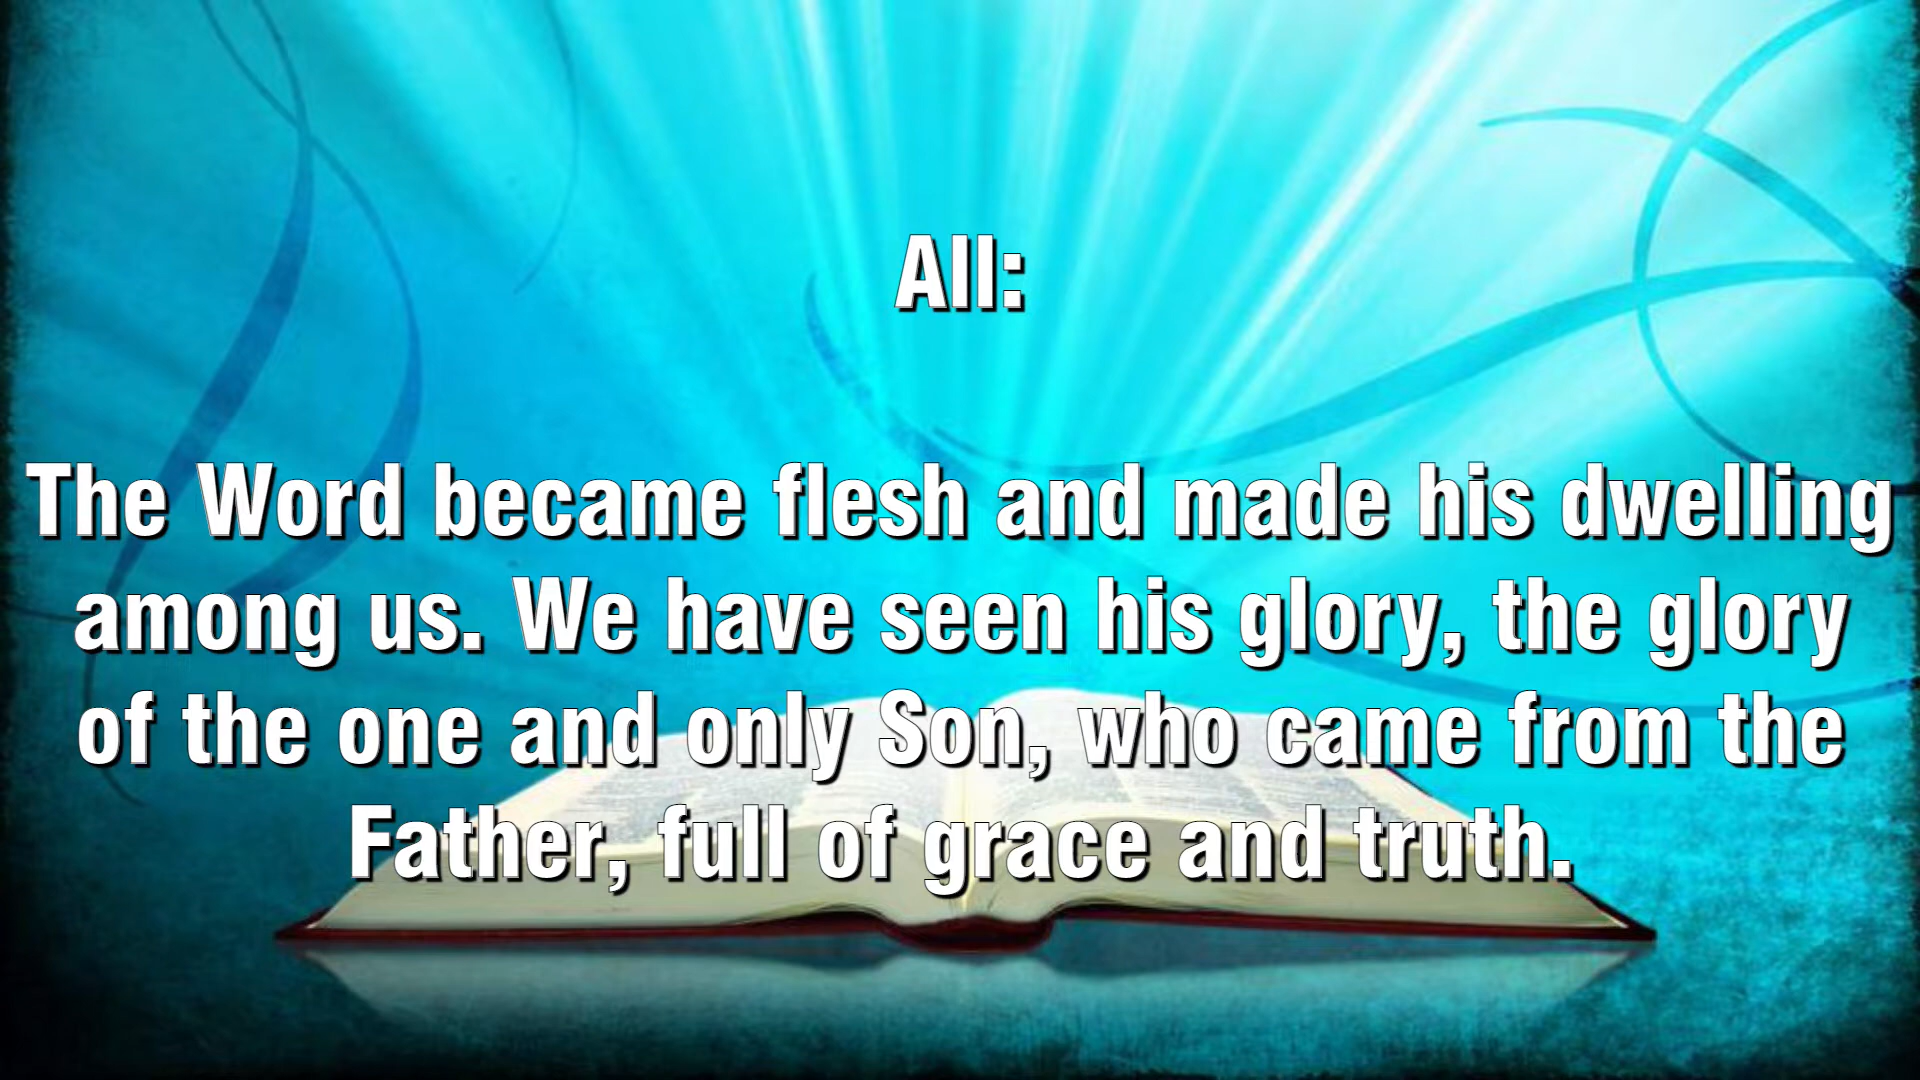 All:
The Word became flesh and made his dwelling
among us. We have seen his glory, the glory
of the one and only Son, who came from the
Father, full of grace and truth.